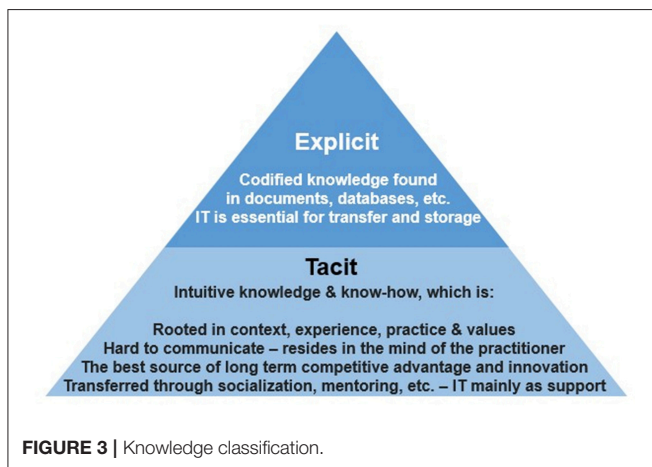 Explicit
Codified knowledge found
in documents, databases, etc.
IT is essential for transfer and storage
Tacit
Intuitive knowledge & know-how, which is:
Rooted in context, experience, practice & values
Hard to communicate – resides in the mind of the practitioner
The best source of long term competitive advantage and innovation
Transferred through socialization, mentoring, etc. – IT mainly as support
FIGURE 3 | Knowledge classification.